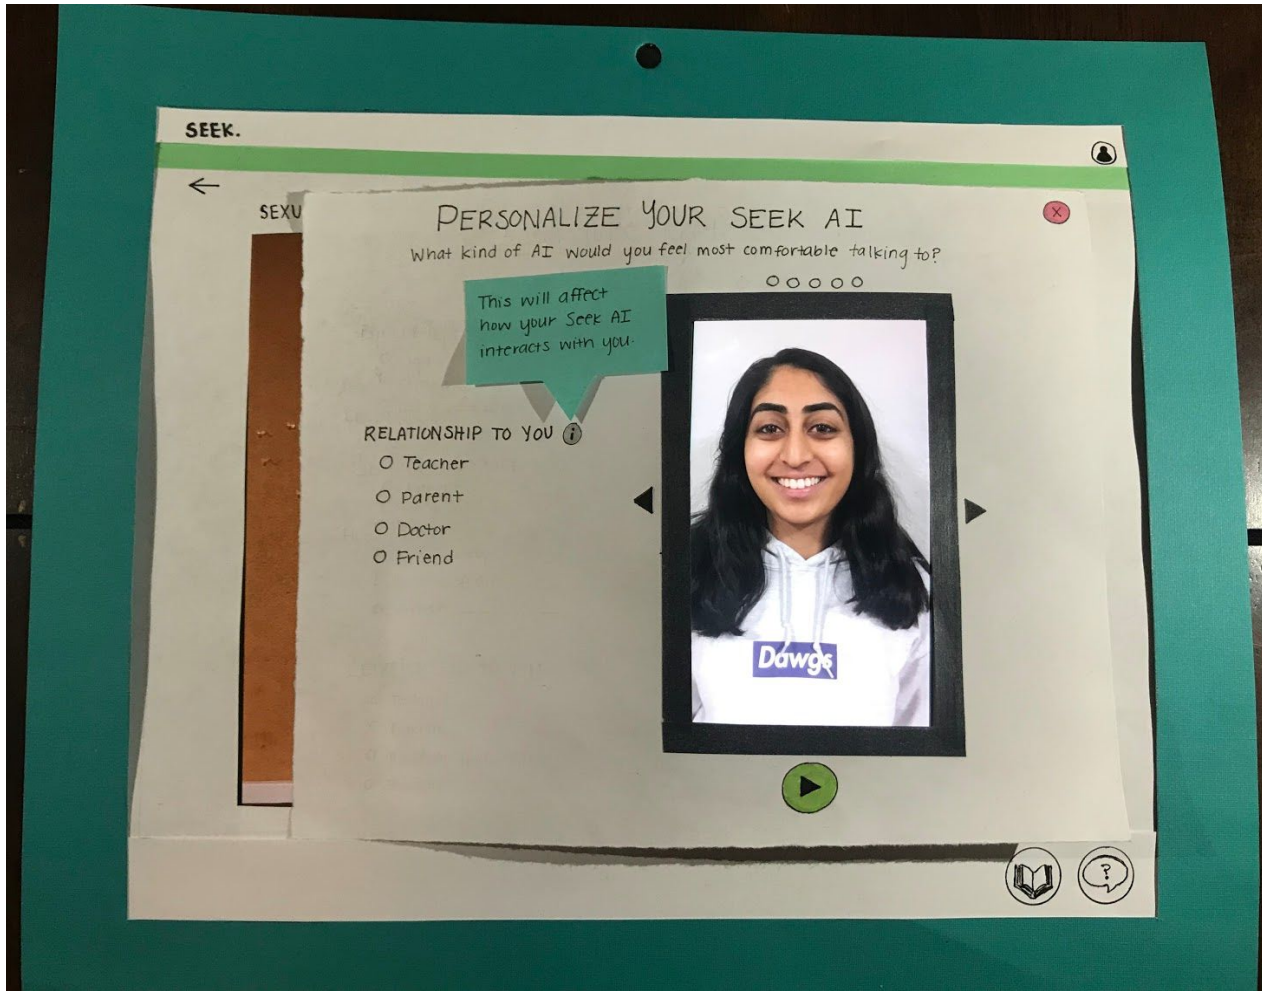 SEEK.
SEXU
PERSONALIZE YOUR SEEK AI
What kind of AI would you feel most comfortable talking to?
This will affect
how your Seek AI
interacts with you.
RELATIONSHIP TO YOU i
Teacher
Parent
Doctor
Friend
Dawgs